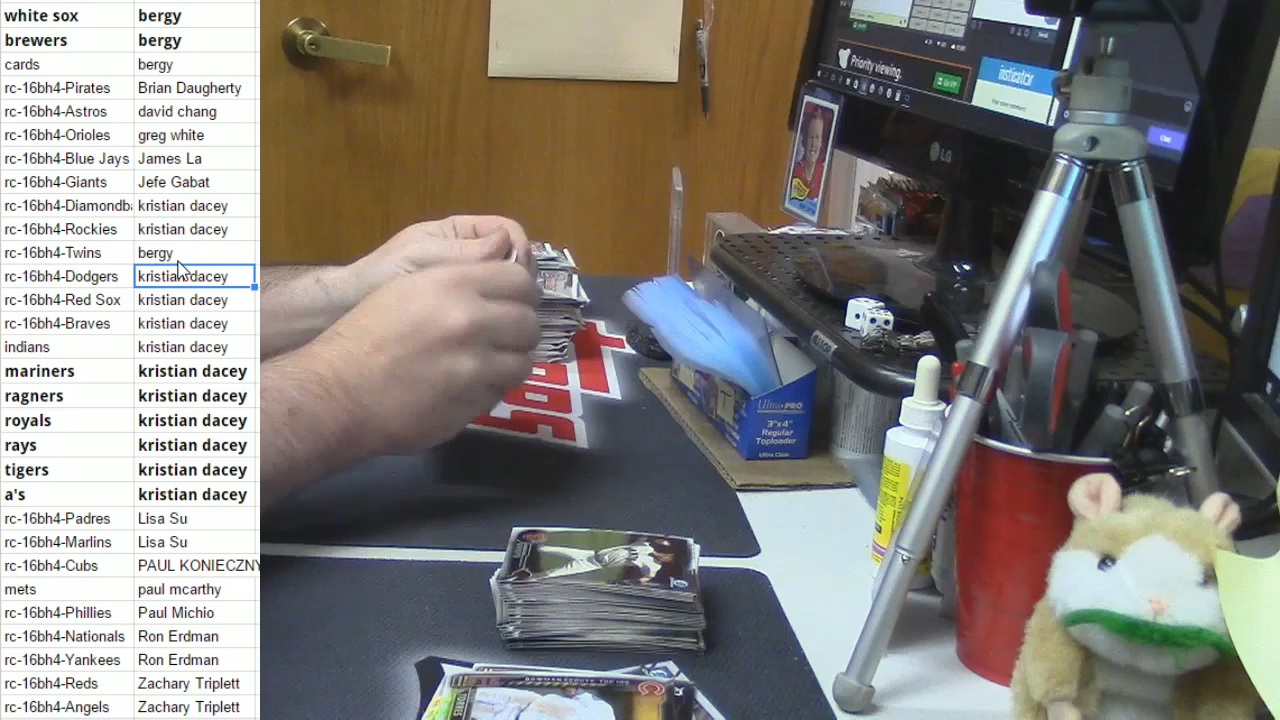 white sox bergy
brewers bergy
cards bergy
rc-16bh4-Pirates Brian Daugherty
rc-16bh4-Astros david chang
rc-16bh4-Orioles greg white
rc-16bh4-Blue Jays James La
rc-16bh4-Giants Jefe Gabat
rc-16bh4-Diamondba kristian dacey
rc-16bh4-Rockies kristian dacey
rc-16bh4-Twins bergy
rc-16bh4-Dodgers kristian dacey
rc-16bh4-Red Sox kristian dacey
rc-16bh4-Braves kristian dacey
indians kristian dacey
mariners kristian dacey
ragners kristian dacey
royals kristian dacey
rays kristian dacey
tigers kristian dacey
a's kristian dacey
rc-16bh4-Padres Lisa Su
rc-16bh4-Marlins Lisa Su
rc-16bh4-Cubs PAUL KONIECZNY
mets paul mcarthy
rc-16bh4-Phillies Paul Michio
rc-16bh4-Nationals Ron Erdman
rc-16bh4-Yankees Ron Erdman
rc-16bh4-Reds Zachary Triplett
rc-16bh4-Angels Zachary Triplett
Priority viewing.
LG
Ultra·PRO
3"x4"
Regular
Toploader
Ultra Clear
TORRES